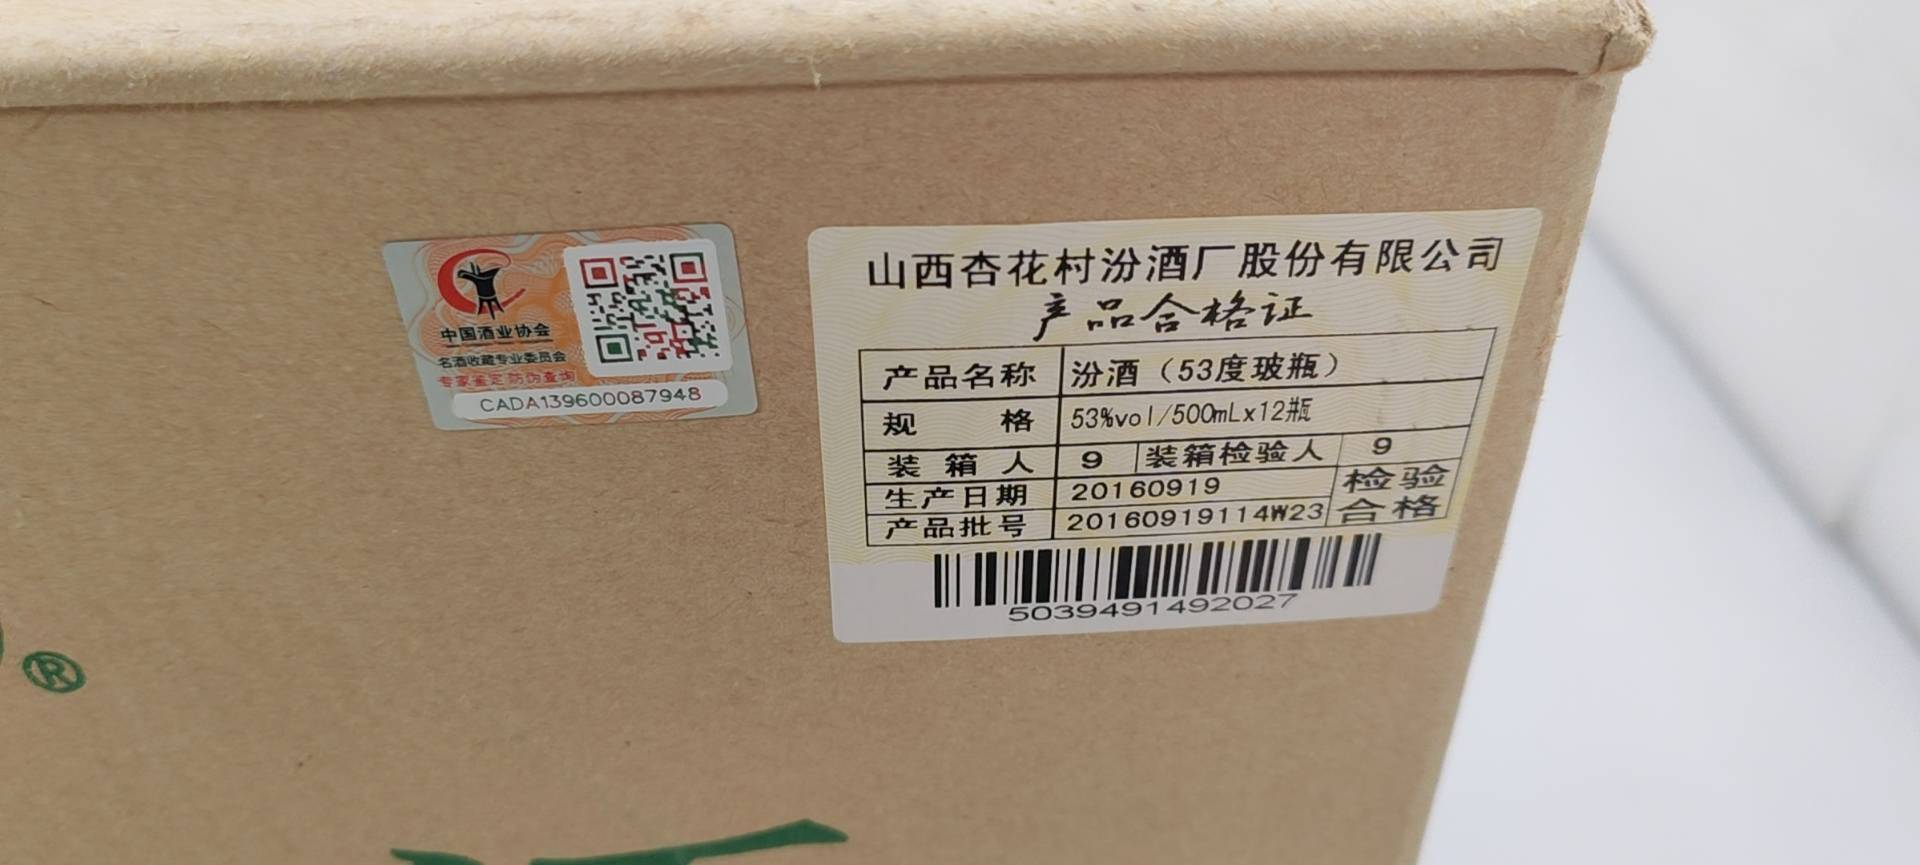 中国酒业协会
名酒收藏专业委员会
专家鉴定防伪查询
CADA139600087948
山西杏花村汾酒厂股份有限公司
产品合格证
产品名称 汾酒（53度玻瓶）
规 格 53%vol/500mLx12瓶
装箱人 9 装箱检验人 9
生产日期 20160919 检验
产品批号 20160919114W23 合格
5039491492027
®